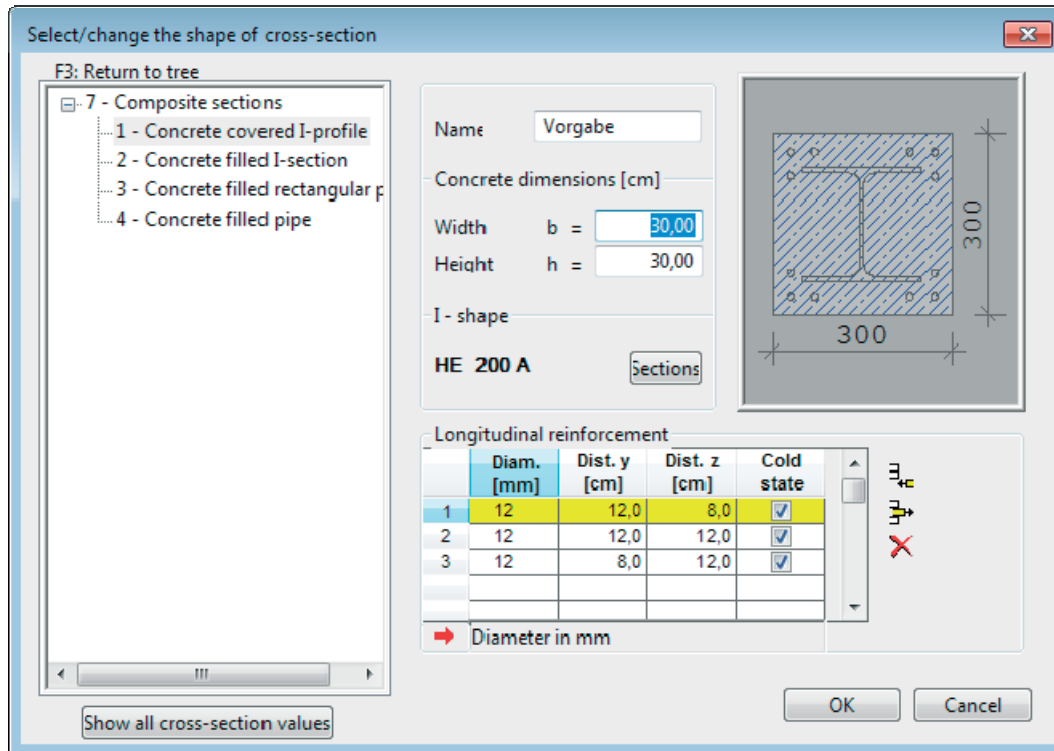 Select/change the shape of cross-section
F3: Return to tree
7 - Composite sections
1 - Concrete covered I-profile
2 - Concrete filled I-section
3 - Concrete filled rectangular p
4 - Concrete filled pipe
Show all cross-section values
Name Vorgabe
Concrete dimensions [cm]
Width b = 30,00
Height h = 30,00
I - shape
HE 200 A Sections
300
300
Longitudinal reinforcement
Diam. [mm] Dist. y [cm] Dist. z [cm] Cold state
1 12 12,0 8,0
2 12 12,0 12,0
3 12 8,0 12,0
Diameter in mm
OK Cancel